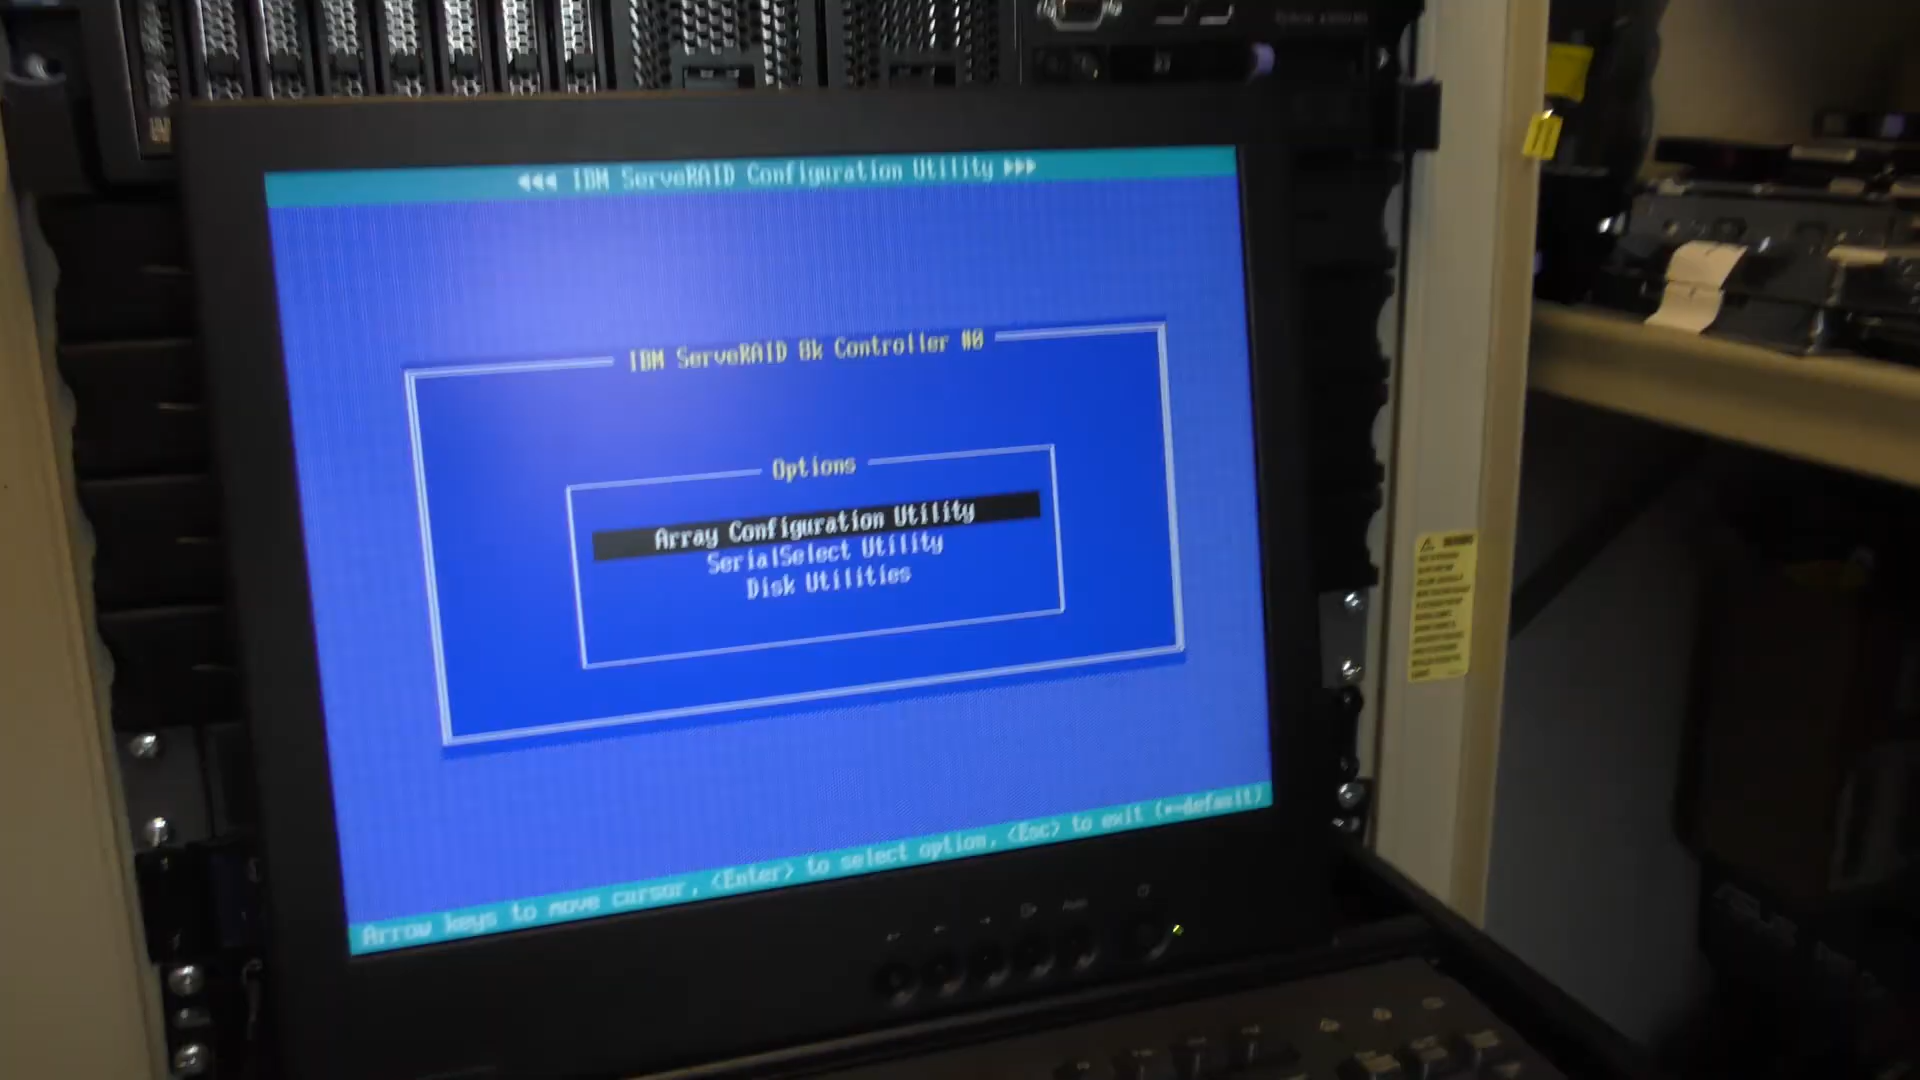 <<< IBM ServeRAID Configuration Utility >>>
IBM ServeRAID 8k Controller #0
Options
Array Configuration Utility
SerialSelect Utility
Disk Utilities
Arrow keys to move cursor, <Enter> to select option, <Esc> to exit (*=default)